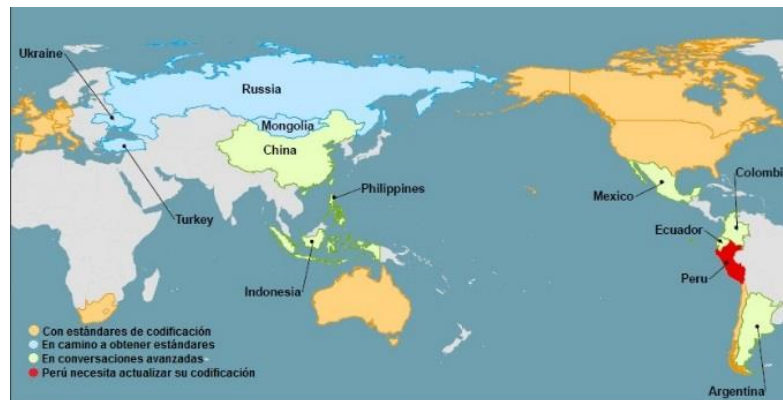 Ukraine
Russia
Mongolia
China
Philippines
Turkey
Indonesia
Mexico
Colombi
Ecuador
Peru
Argentina
Con estándares de codificación
En camino a obtener estándares
En conversaciones avanzadas
Perú necesita actualizar su codificación